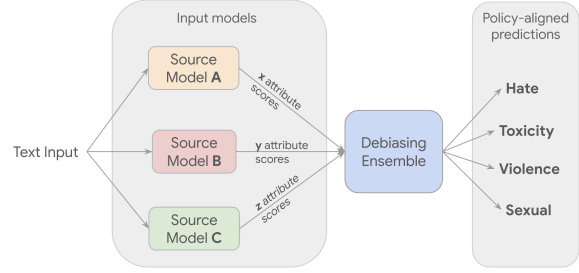 Input models
Policy-aligned
predictions
Text Input
Source
Model A
x attribute
scores
Source
Model B
y attribute
scores
Source
Model C
z attribute
scores
Debiasing
Ensemble
Hate
Toxicity
Violence
Sexual